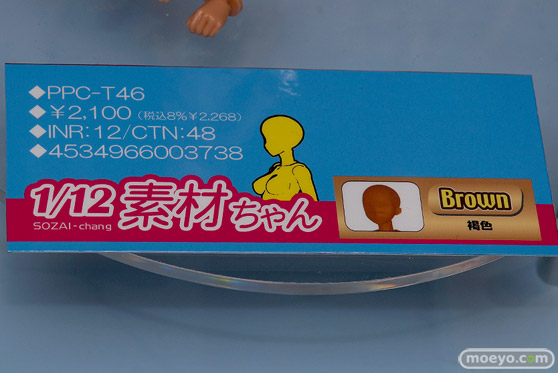 ◆PPC-T46
◆¥2,100(税込8%¥2.268)
◆INR:12/CTN:48
◆4534966003738
1/12 素材ちゃん
SOZAI-chang
Brown
褐色
moeyo.com